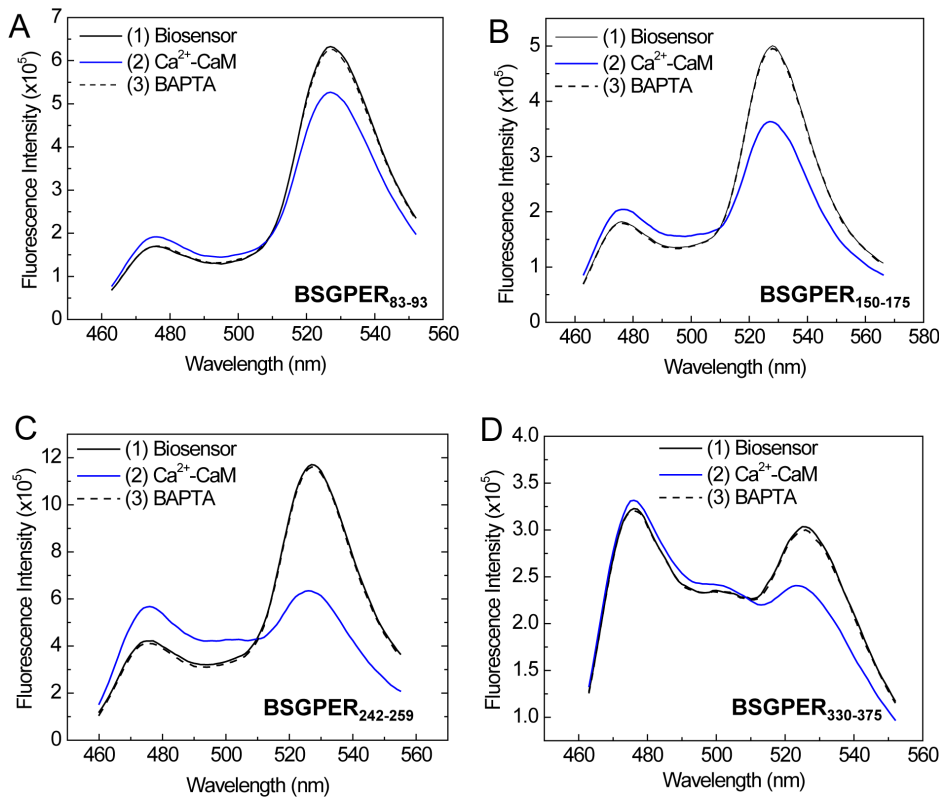 A
(1) Biosensor
(2) Ca²⁺-CaM
(3) BAPTA
Fluorescence Intensity (x10⁵)
7
6
5
4
3
2
1
0
460 480 500 520 540 560
Wavelength (nm)
BSGPER₈₃₋₉₃
B
(1) Biosensor
(2) Ca²⁺-CaM
(3) BAPTA
Fluorescence Intensity (x10⁵)
5
4
3
2
1
0
460 480 500 520 540 560 580
Wavelength (nm)
BSGPER₁₅₀₋₁₇₅
C
(1) Biosensor
(2) Ca²⁺-CaM
(3) BAPTA
Fluorescence Intensity (x10⁵)
12
10
8
6
4
2
0
460 480 500 520 540 560
Wavelength (nm)
BSGPER₂₄₂₋₂₅₉
D
(1) Biosensor
(2) Ca²⁺-CaM
(3) BAPTA
Fluorescence Intensity (x10⁵)
4.0
3.5
3.0
2.5
2.0
1.5
1.0
460 480 500 520 540 560
Wavelength (nm)
BSGPER₃₃₀₋₃₇₅